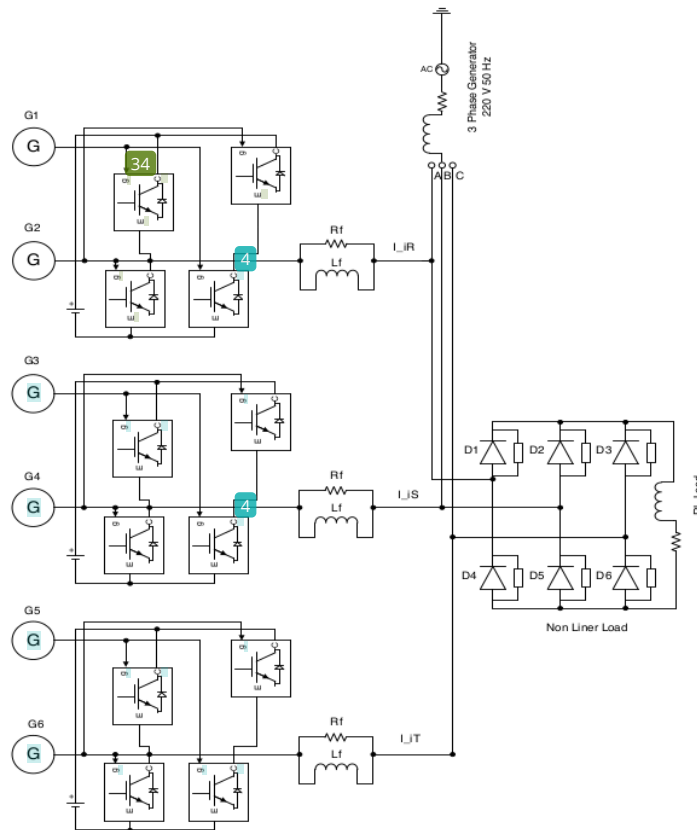 AC
3 Phase Generator
220 V 50 Hz
A B C
G1
G
34
g
C
E
g
C
E
G2
G
4
g
C
E
g
C
E
+
Rf
Lf
I_iR
G3
G
g
C
E
g
C
E
G4
G
4
g
C
E
g
C
E
+
Rf
Lf
I_iS
D1
D2
D3
D4
D5
D6
Non Liner Load
G5
G
g
C
E
g
C
E
G6
G
g
C
E
g
C
E
+
Rf
Lf
I_iT